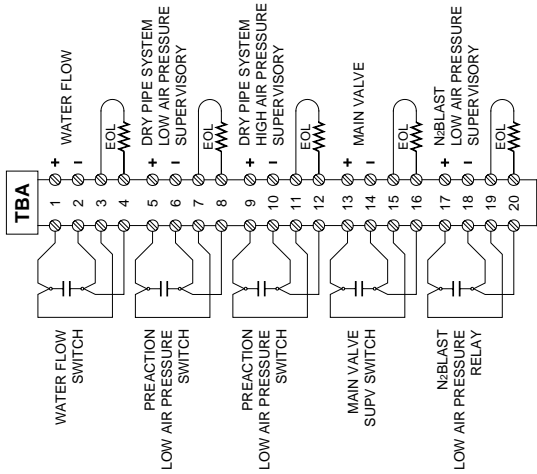 TBA
WATER FLOW
SWITCH
1
2
3
4
+
−
WATER FLOW
EOL
PREACTION
LOW AIR PRESSURE
SWITCH
5
6
7
8
+
−
DRY PIPE SYSTEM
LOW AIR PRESSURE
SUPERVISORY
EOL
PREACTION
LOW AIR PRESSURE
SWITCH
9
10
11
12
+
−
DRY PIPE SYSTEM
HIGH AIR PRESSURE
SUPERVISORY
EOL
MAIN VALVE
SUPV SWITCH
13
14
15
16
+
−
MAIN VALVE
EOL
N2BLAST
LOW AIR PRESSURE
RELAY
17
18
19
20
+
−
N2BLAST
LOW AIR PRESSURE
SUPERVISORY
EOL